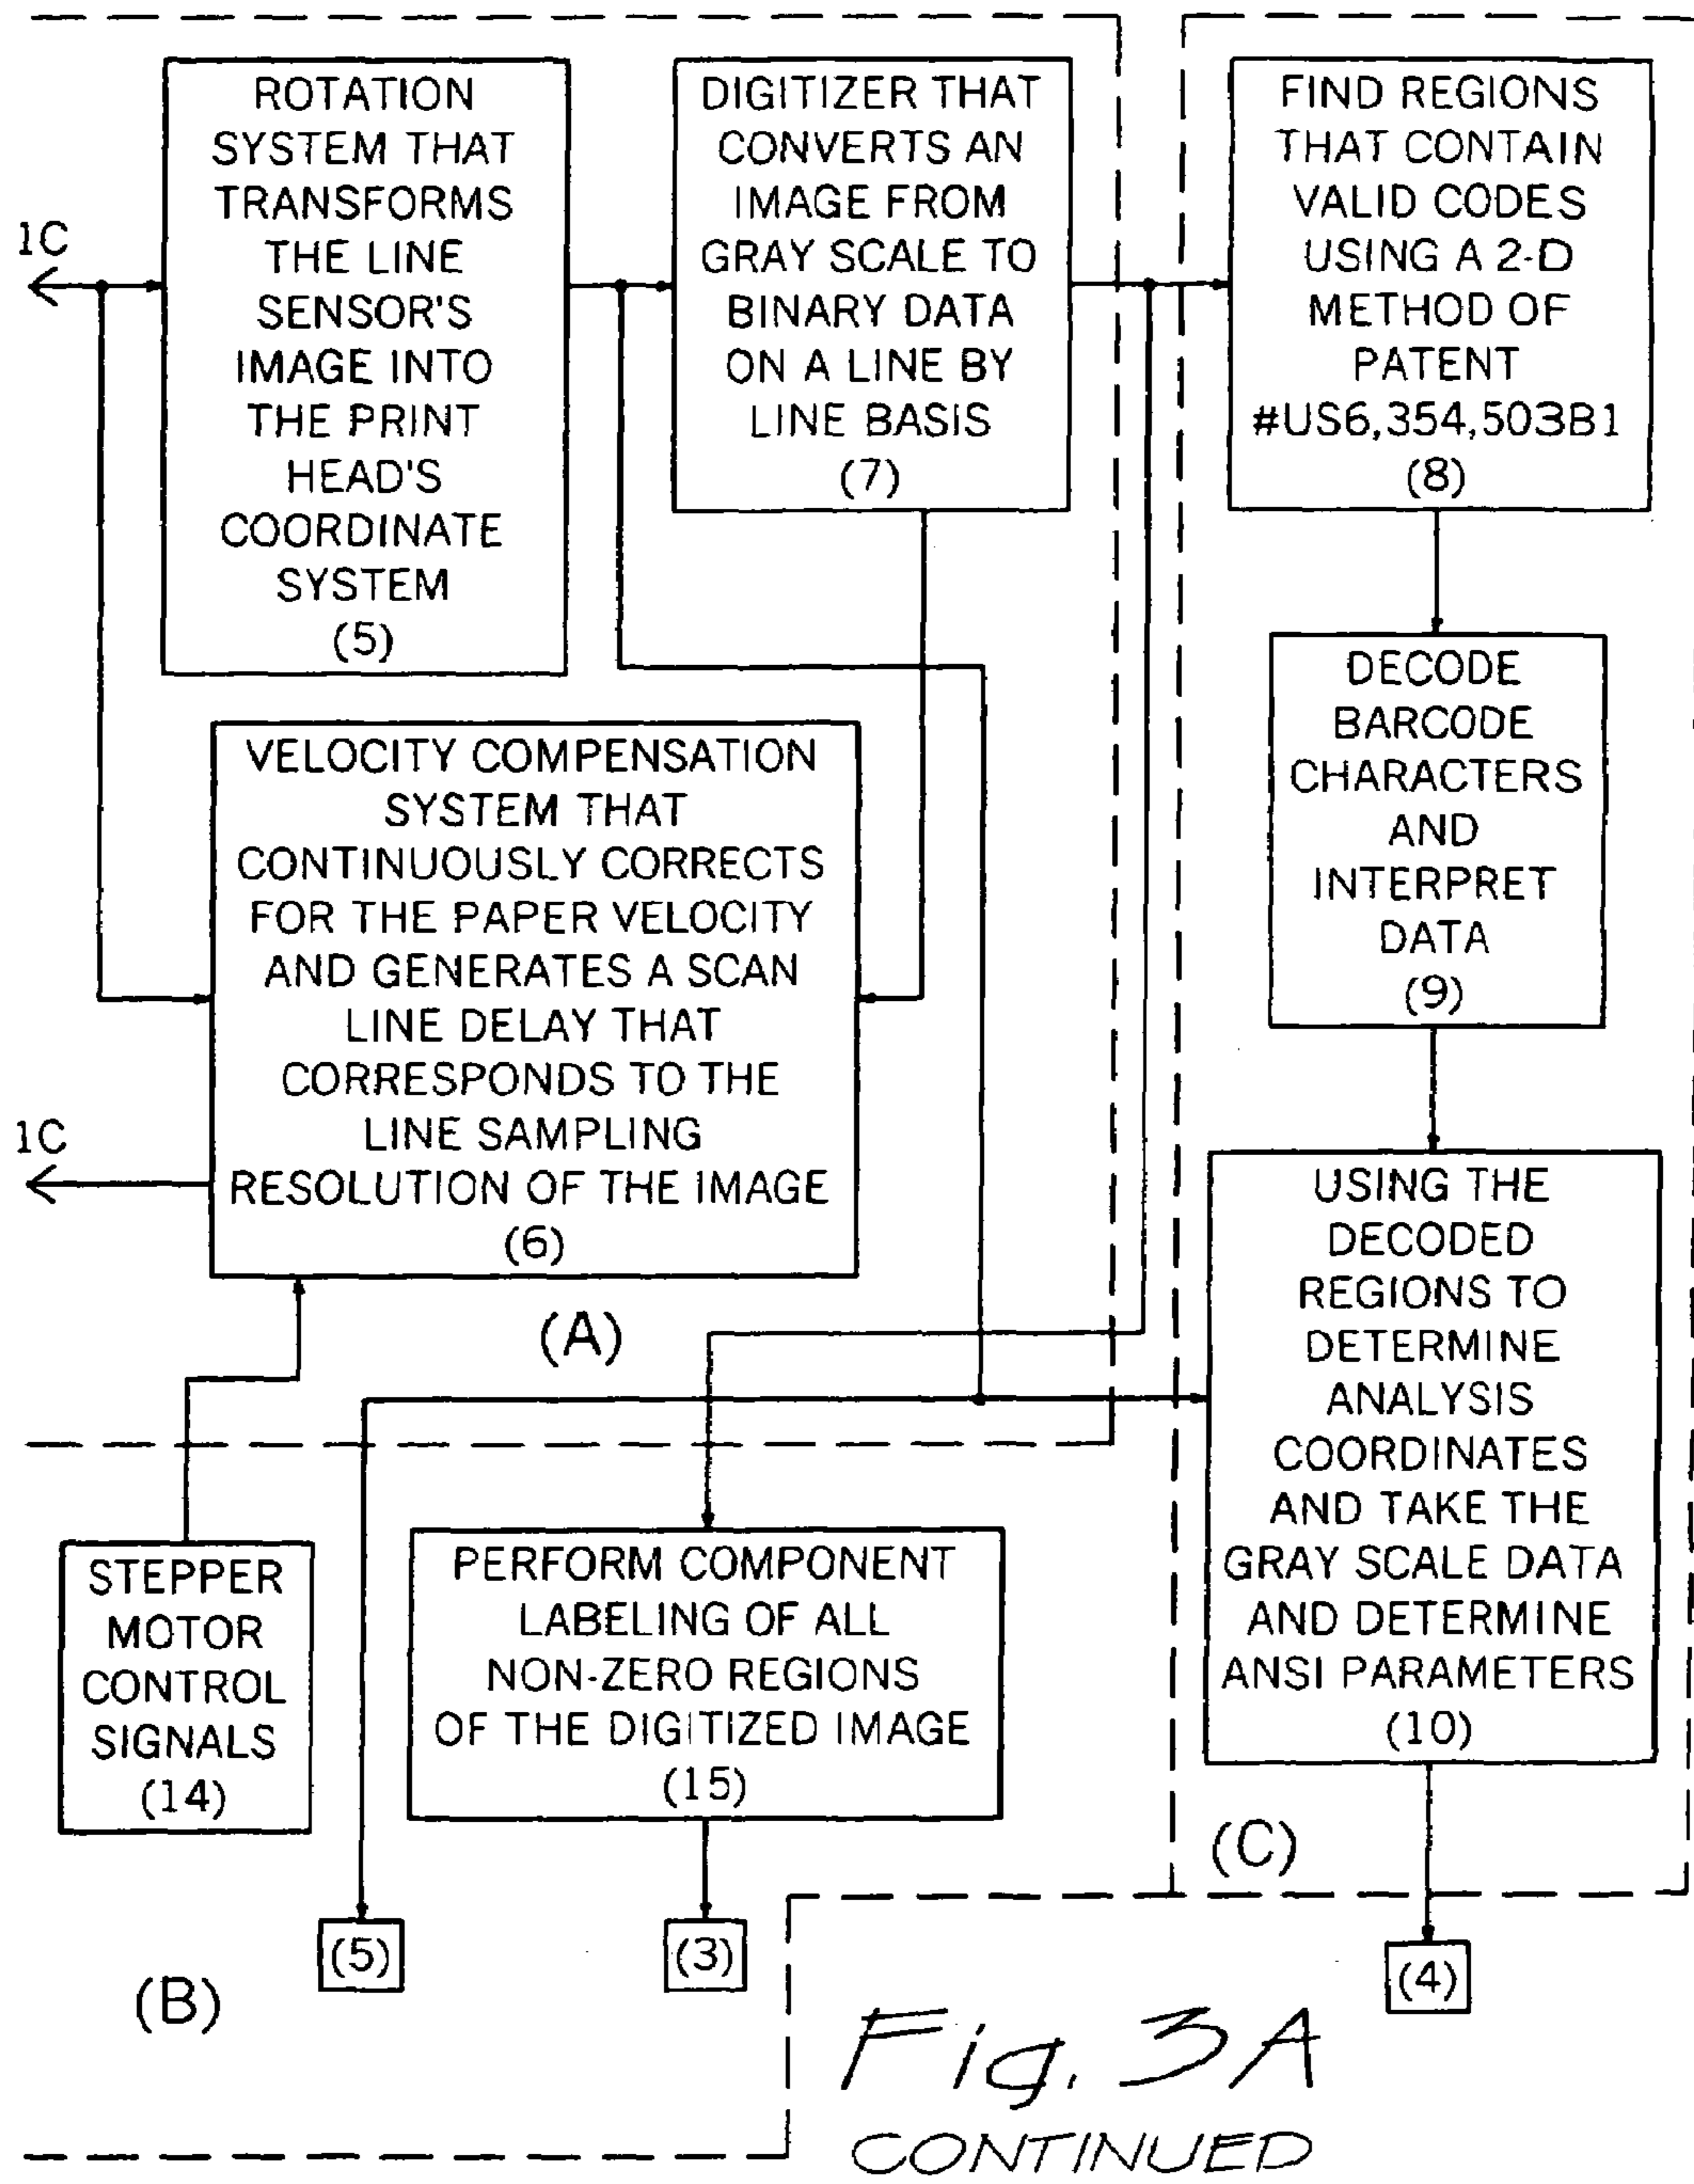 1C
ROTATION
SYSTEM THAT
TRANSFORMS
THE LINE
SENSOR'S
IMAGE INTO
THE PRINT
HEAD'S
COORDINATE
SYSTEM
(5)
DIGITIZER THAT
CONVERTS AN
IMAGE FROM
GRAY SCALE TO
BINARY DATA
ON A LINE BY
LINE BASIS
(7)
FIND REGIONS
THAT CONTAIN
VALID CODES
USING A 2-D
METHOD OF
PATENT
#US6,354,503B1
(8)
DECODE
BARCODE
CHARACTERS
AND
INTERPRET
DATA
(9)
VELOCITY COMPENSATION
SYSTEM THAT
CONTINUOUSLY CORRECTS
FOR THE PAPER VELOCITY
AND GENERATES A SCAN
LINE DELAY THAT
CORRESPONDS TO THE
LINE SAMPLING
RESOLUTION OF THE IMAGE
(6)
1C
(A)
USING THE
DECODED
REGIONS TO
DETERMINE
ANALYSIS
COORDINATES
AND TAKE THE
GRAY SCALE DATA
AND DETERMINE
ANSI PARAMETERS
(10)
STEPPER
MOTOR
CONTROL
SIGNALS
(14)
PERFORM COMPONENT
LABELING OF ALL
NON-ZERO REGIONS
OF THE DIGITIZED IMAGE
(15)
(C)
(5)
(3)
(4)
(B)
Fig. 3A
CONTINUED